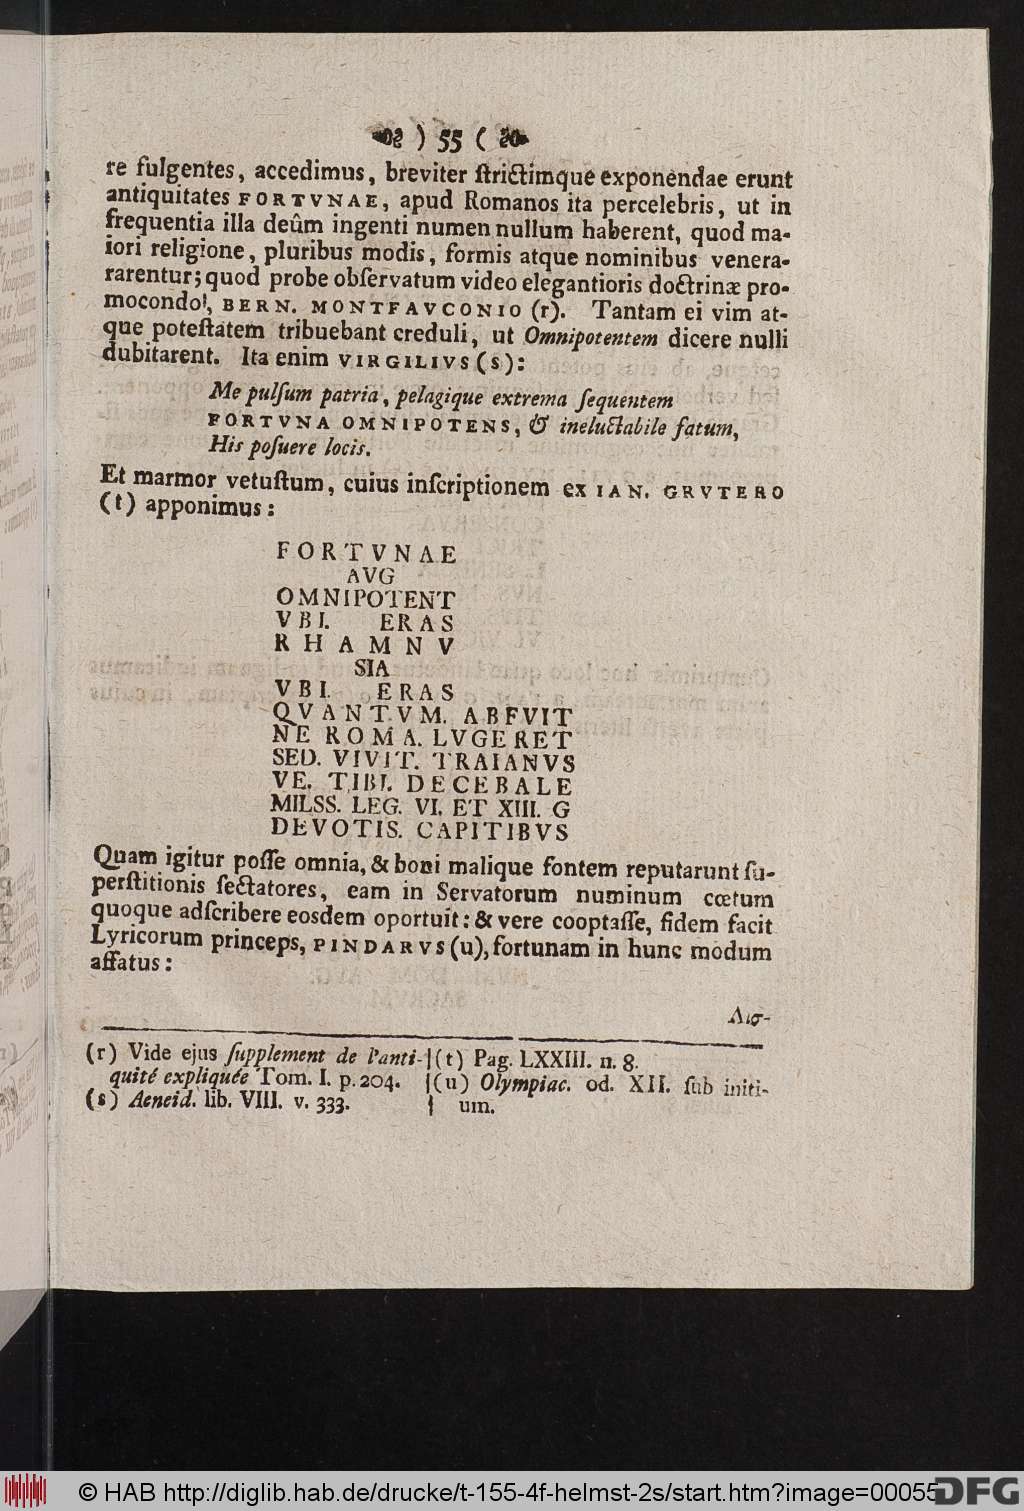 ) 55 (
re fulgentes, accedimus, breviter ſtrictimque exponendae erunt
antiquitates FORTVNAE, apud Romanos ita percelebris, ut in
frequentia illa deûm ingenti numen nullum haberent, quod ma-
iori religione, pluribus modis, formis atque nominibus venera-
rarentur; quod probe obſervatum video elegantioris doctrinæ pro-
mocondo, BERN. MONTFAVCONIO (r). Tantam ei vim at-
que poteſtatem tribuebant creduli, ut Omnipotentem dicere nulli
dubitarent. Ita enim VIRGILIVS (s):
Me pulſum patria, pelagique extrema ſequentem
FORTVNA OMNIPOTENS, & ineluctabile fatum,
His poſuere locis.
Et marmor vetuſtum, cuius inſcriptionem ex IAN. GRVTERO
(t) apponimus:
FORTVNAE
AVG
OMNIPOTENT
VBI. ERAS
RHAMNV
SIA
VBI. ERAS
QVANTVM. ABFVIT
NE ROMA. LVGERET
SED. VIVIT. TRAIANVS
VE. TIBI. DECEBALE
MILSS. LEG. VI. ET XIII. G
DEVOTIS. CAPITIBVS
Quam igitur poſſe omnia, & boni malique fontem reputarunt ſu-
perſtitionis ſectatores, eam in Servatorum numinum cœtum
quoque adſcribere eosdem oportuit: & vere cooptaſſe, fidem facit
Lyricorum princeps, PINDARVS (u), fortunam in hunc modum
affatus:
Λισ-
(r) Vide ejus ſupplement de l'anti-
quité expliquée Tom. I. p. 204.
(s) Aeneid. lib. VIII. v. 333.
(t) Pag. LXXIII. n. 8.
(u) Olympiac. od. XII. ſub initi-
um.
© HAB http://diglib.hab.de/drucke/t-155-4f-helmst-2s/start.htm?image=00055
DFG